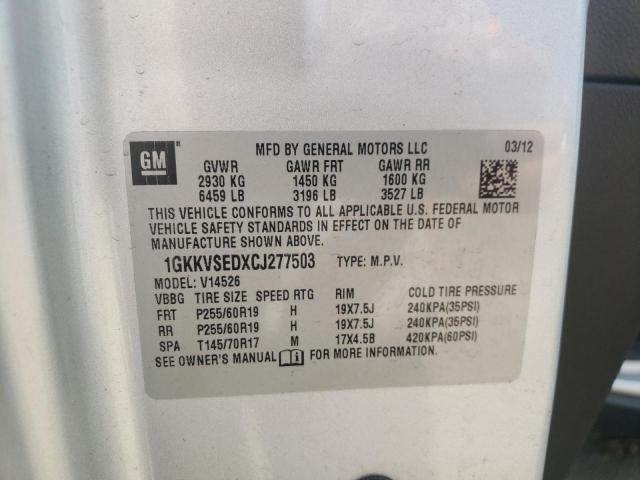 GM
MFD BY GENERAL MOTORS LLC 03/12
GVWR GAWR FRT GAWR RR
2930 KG 1450 KG 1600 KG
6459 LB 3196 LB 3527 LB
THIS VEHICLE CONFORMS TO ALL APPLICABLE U.S. FEDERAL MOTOR
VEHICLE SAFETY STANDARDS IN EFFECT ON THE DATE OF
MANUFACTURE SHOWN ABOVE.
1GKKVSEDXCJ277503 TYPE: M.P.V.
MODEL: V14526
VBBG TIRE SIZE SPEED RTG RIM COLD TIRE PRESSURE
FRT P255/60R19 H 19X7.5J 240KPA(35PSI)
RR P255/60R19 H 19X7.5J 240KPA(35PSI)
SPA T145/70R17 M 17X4.5B 420KPA(60PSI)
SEE OWNER'S MANUAL FOR MORE INFORMATION.